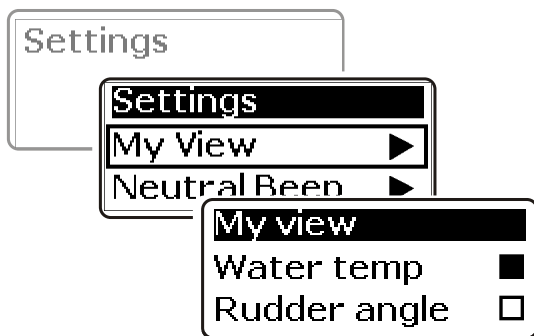 Settings
Settings
My View
Neutral Beep
My view
Water temp
Rudder angle